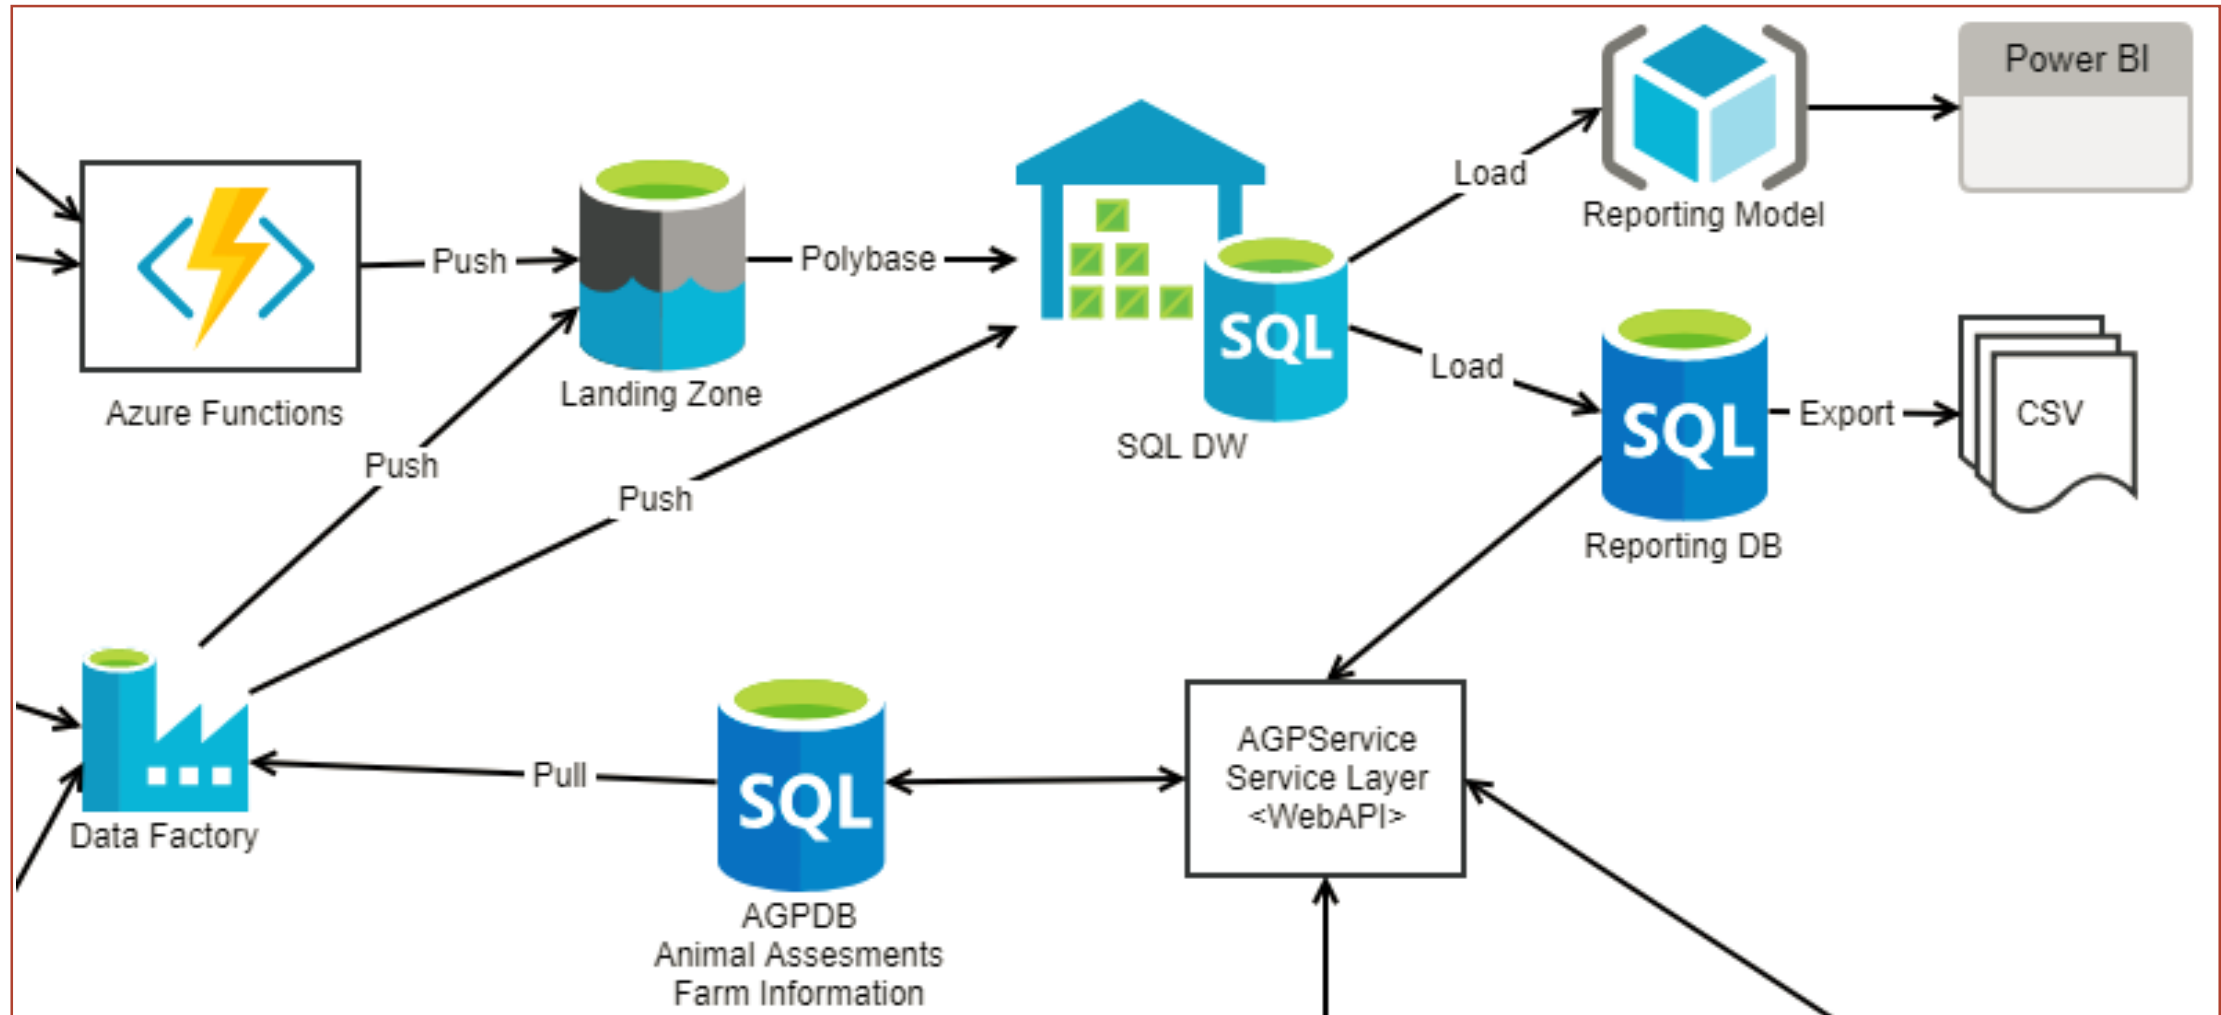 Power BI
Load
Reporting Model
Push
Polybase
SQL
Landing Zone
Azure Functions
SQL DW
Load
SQL
Export
CSV
Push
Push
Reporting DB
AGPService
Service Layer
<WebAPI>
Pull
SQL
Data Factory
AGPDB
Animal Assesments
Farm Information